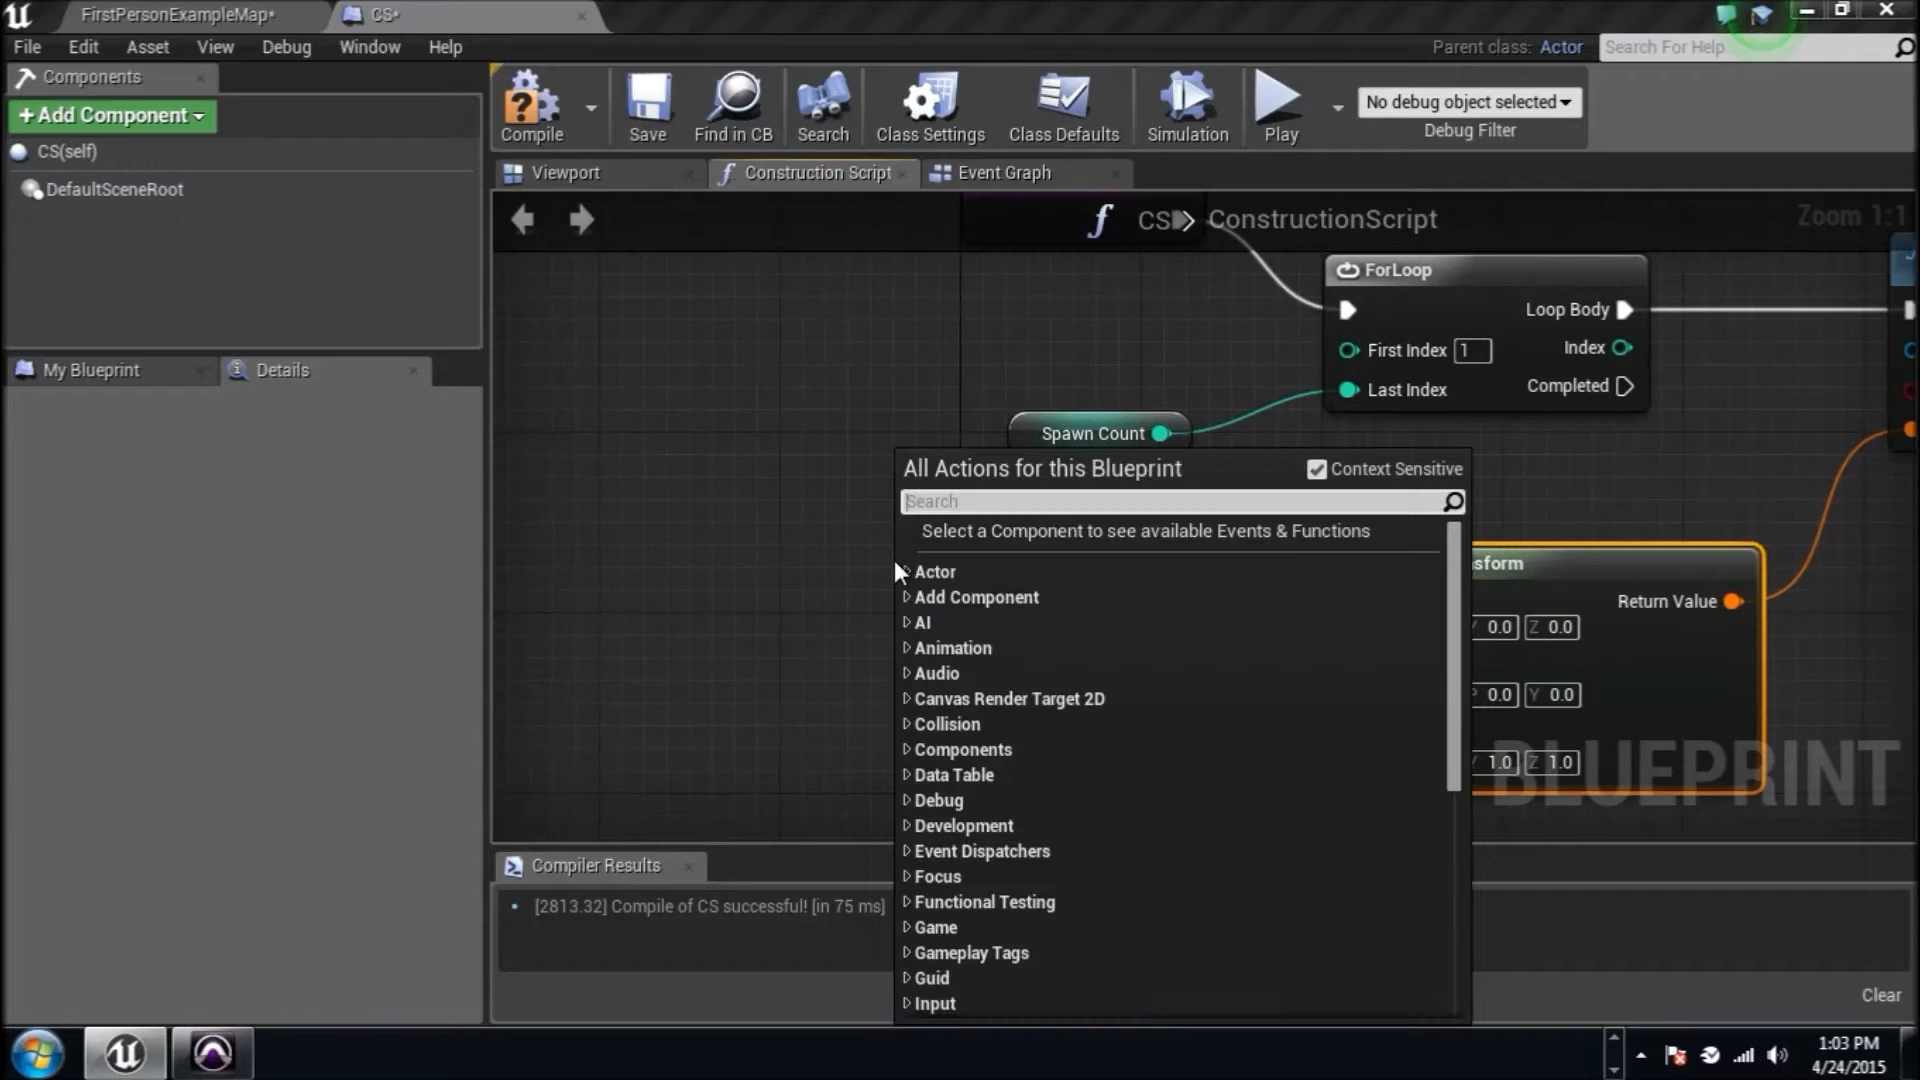 FirstPersonExampleMap*
CS*
File Edit Asset View Debug Window Help
Parent class: Actor
Search For Help
Components
+ Add Component
CS(self)
DefaultSceneRoot
My Blueprint
Details
Compile
Save
Find in CB
Search
Class Settings
Class Defaults
Simulation
Play
No debug object selected
Debug Filter
Viewport
Construction Script
Event Graph
CS
ConstructionScript
Zoom 1:1
ForLoop
Loop Body
First Index 1
Index
Last Index
Completed
Spawn Count
All Actions for this Blueprint
Context Sensitive
Search
Select a Component to see available Events & Functions
Actor
Add Component
AI
Animation
Audio
Canvas Render Target 2D
Collision
Components
Data Table
Debug
Development
Event Dispatchers
Focus
Functional Testing
Game
Gameplay Tags
Guid
Input
sform
Return Value
Y 0.0 Z 0.0
P 0.0 Y 0.0
Y 1.0 Z 1.0
BLUEPRINT
Compiler Results
[2813.32] Compile of CS successful! [in 75 ms]
Clear
1:03 PM
4/24/2015